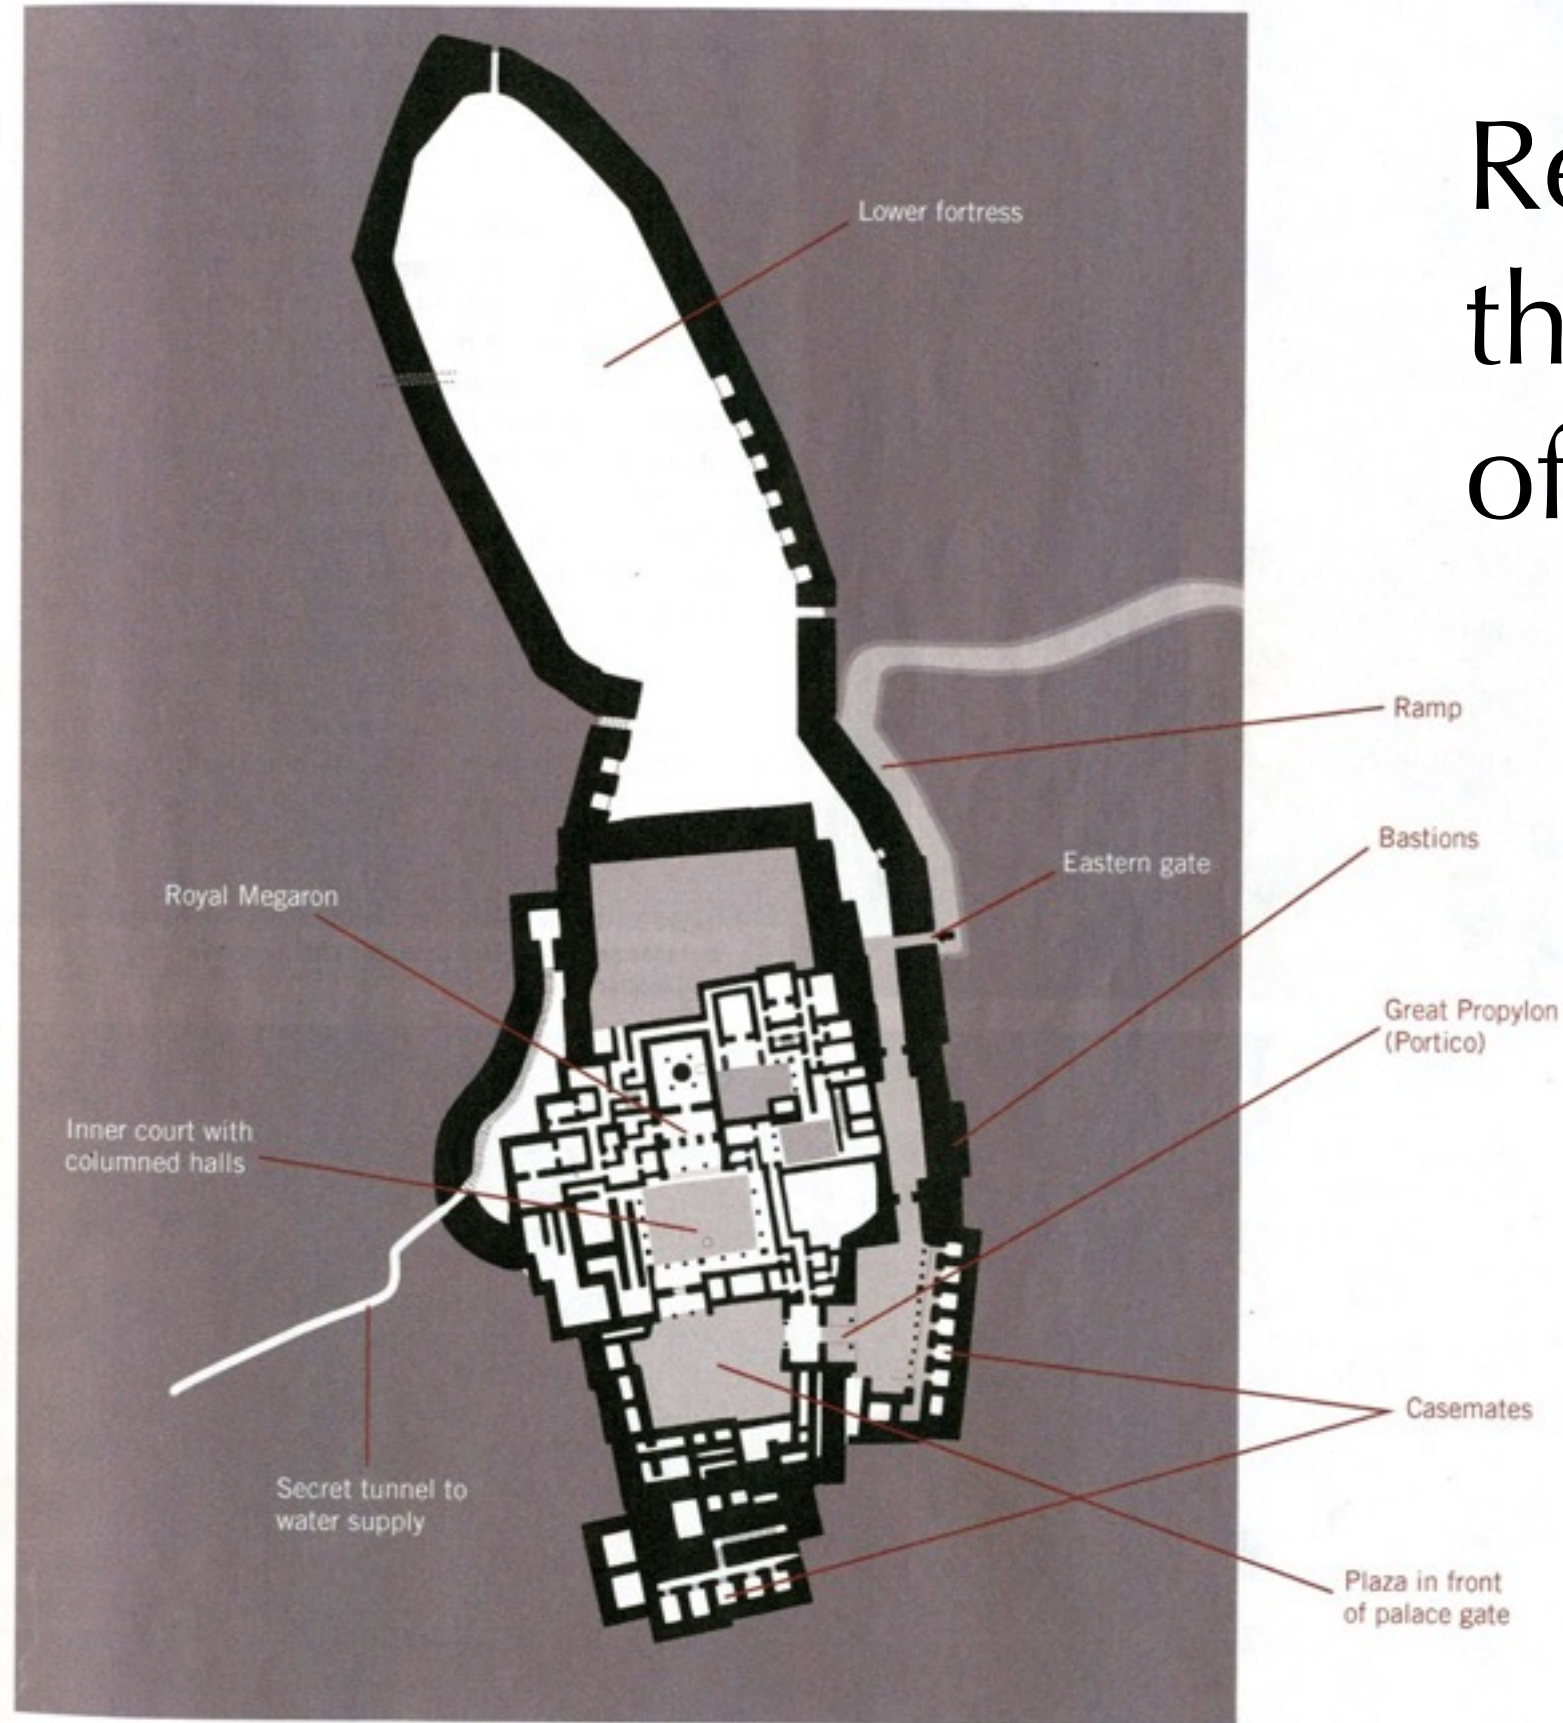 Lower fortress
Ramp
Bastions
Eastern gate
Royal Megaron
Great Propylon
(Portico)
Inner court with
columned halls
Casemates
Secret tunnel to
water supply
Plaza in front
of palace gate
of